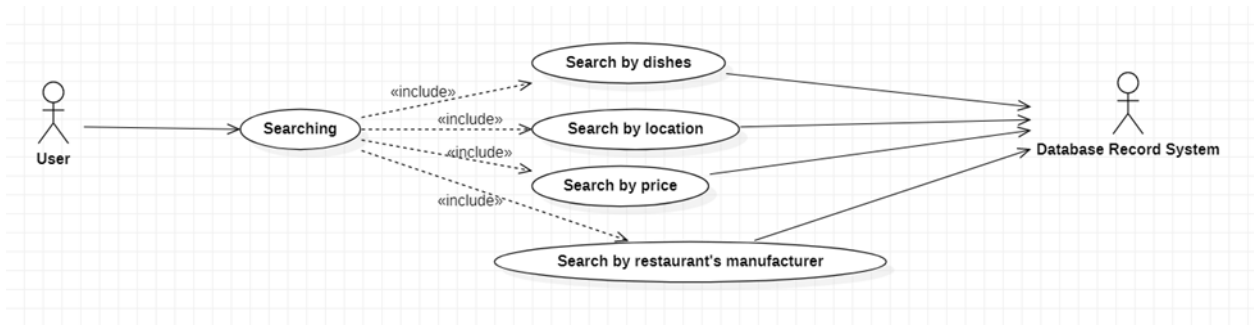 Search by dishes
«include»
«include»
Searching
Search by location
Database Record System
User
«include»
Search by price
«include»
Search by restaurant's manufacturer